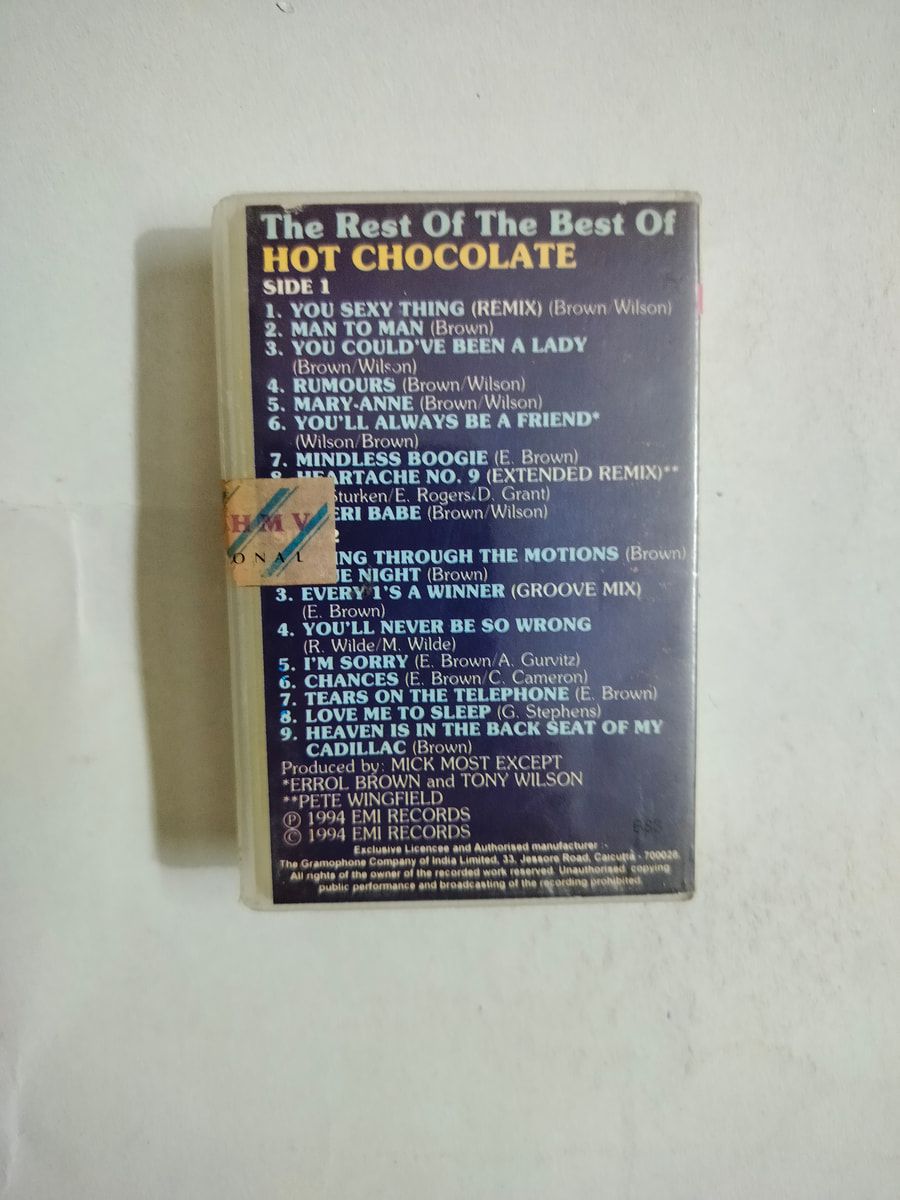 The Rest Of The Best Of
HOT CHOCOLATE
SIDE 1
1. YOU SEXY THING (REMIX) (Brown/Wilson)
2. MAN TO MAN (Brown)
3. YOU COULD'VE BEEN A LADY
(Brown/Wilson)
4. RUMOURS (Brown/Wilson)
5. MARY-ANNE (Brown/Wilson)
6. YOU'LL ALWAYS BE A FRIEND*
(Wilson/Brown)
7. MINDLESS BOOGIE (E. Brown)
8. HEARTACHE NO. 9 (EXTENDED REMIX)**
Sturken/E. Rogers/D. Grant)
ERI BABE (Brown/Wilson)
HMV
ONAL
2
ING THROUGH THE MOTIONS (Brown)
UE NIGHT (Brown)
3. EVERY 1'S A WINNER (GROOVE MIX)
(E. Brown)
4. YOU'LL NEVER BE SO WRONG
(R. Wilde/M. Wilde)
5. I'M SORRY (E. Brown/A. Gurvitz)
6. CHANCES (E. Brown/C. Cameron)
7. TEARS ON THE TELEPHONE (E. Brown)
8. LOVE ME TO SLEEP (G. Stephens)
9. HEAVEN IS IN THE BACK SEAT OF MY
CADILLAC (Brown)
Produced by: MICK MOST EXCEPT
*ERROL BROWN and TONY WILSON
**PETE WINGFIELD
℗ 1994 EMI RECORDS
© 1994 EMI RECORDS
Exclusive Licencee and Authorised manufacturer :-
The Gramophone Company of India Limited, 33, Jessore Road, Calcutta - 700028.
All rights of the owner of the recorded work reserved. Unauthorised copying
public performance and broadcasting of the recording prohibited.